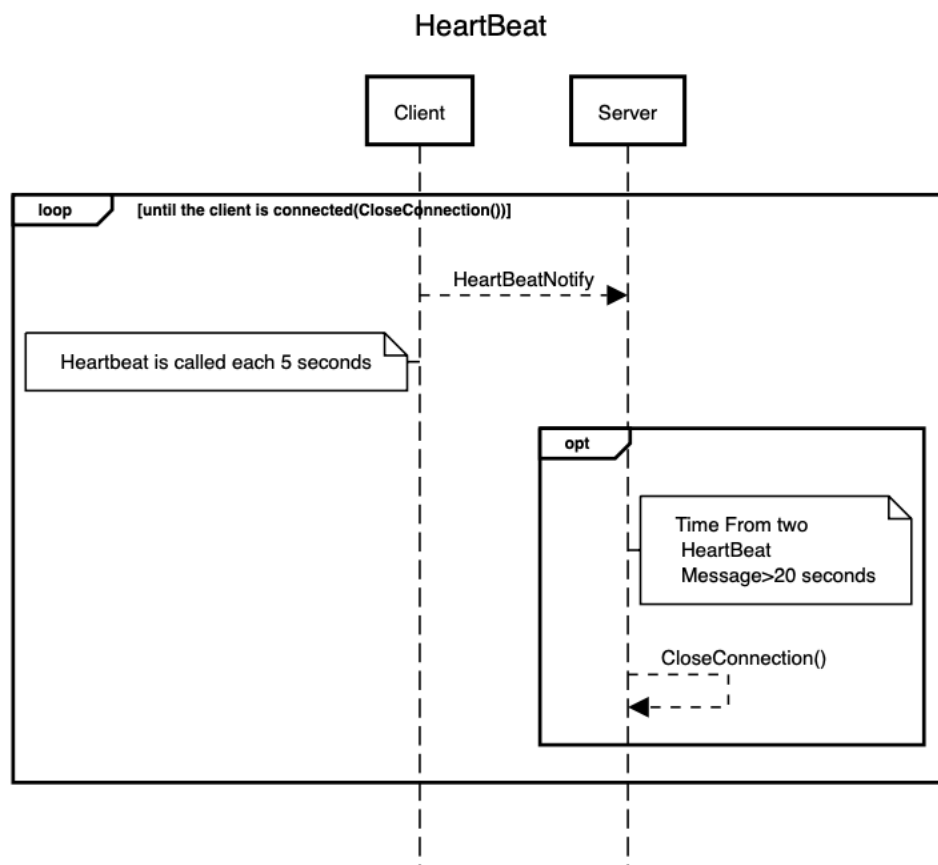 HeartBeat
Client
Server
loop
[until the client is connected(CloseConnection())]
HeartBeatNotify
Heartbeat is called each 5 seconds
opt
Time From two
HeartBeat
Message>20 seconds
CloseConnection()